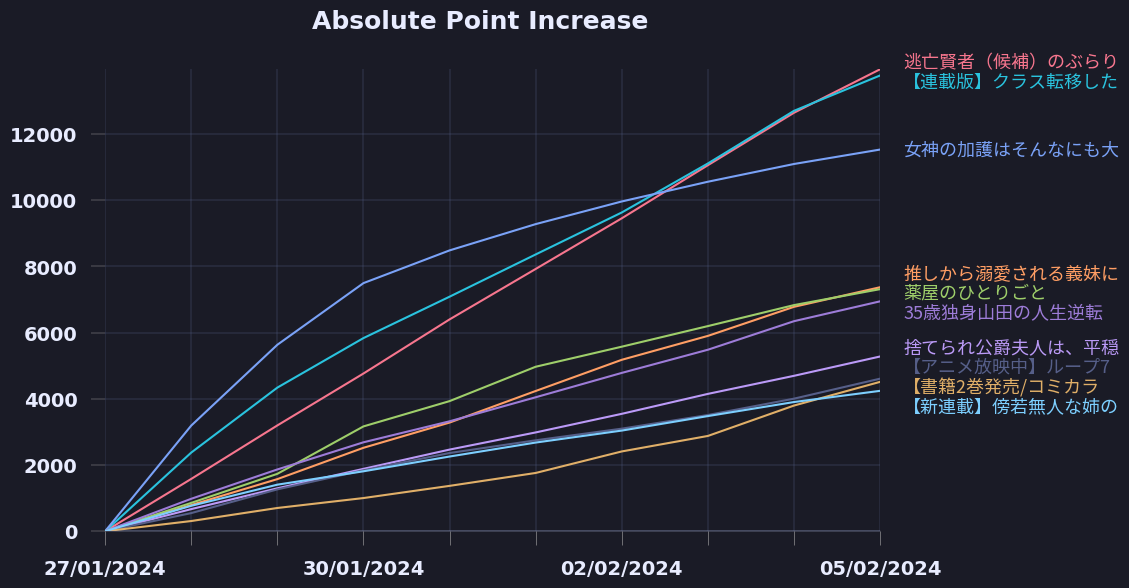 Absolute Point Increase
逃亡賢者（候補）のぶらり
【連載版】クラス転移した
12000
女神の加護はそんなにも大
10000
8000
推しから溺愛される義妹に
薬屋のひとりごと
35歳独身山田の人生逆転
6000
捨てられ公爵夫人は、平穏
【アニメ放映中】ループ7
4000
【書籍2巻発売/コミカラ
【新連載】傍若無人な姉の
2000
0
27/01/2024
30/01/2024
02/02/2024
05/02/2024